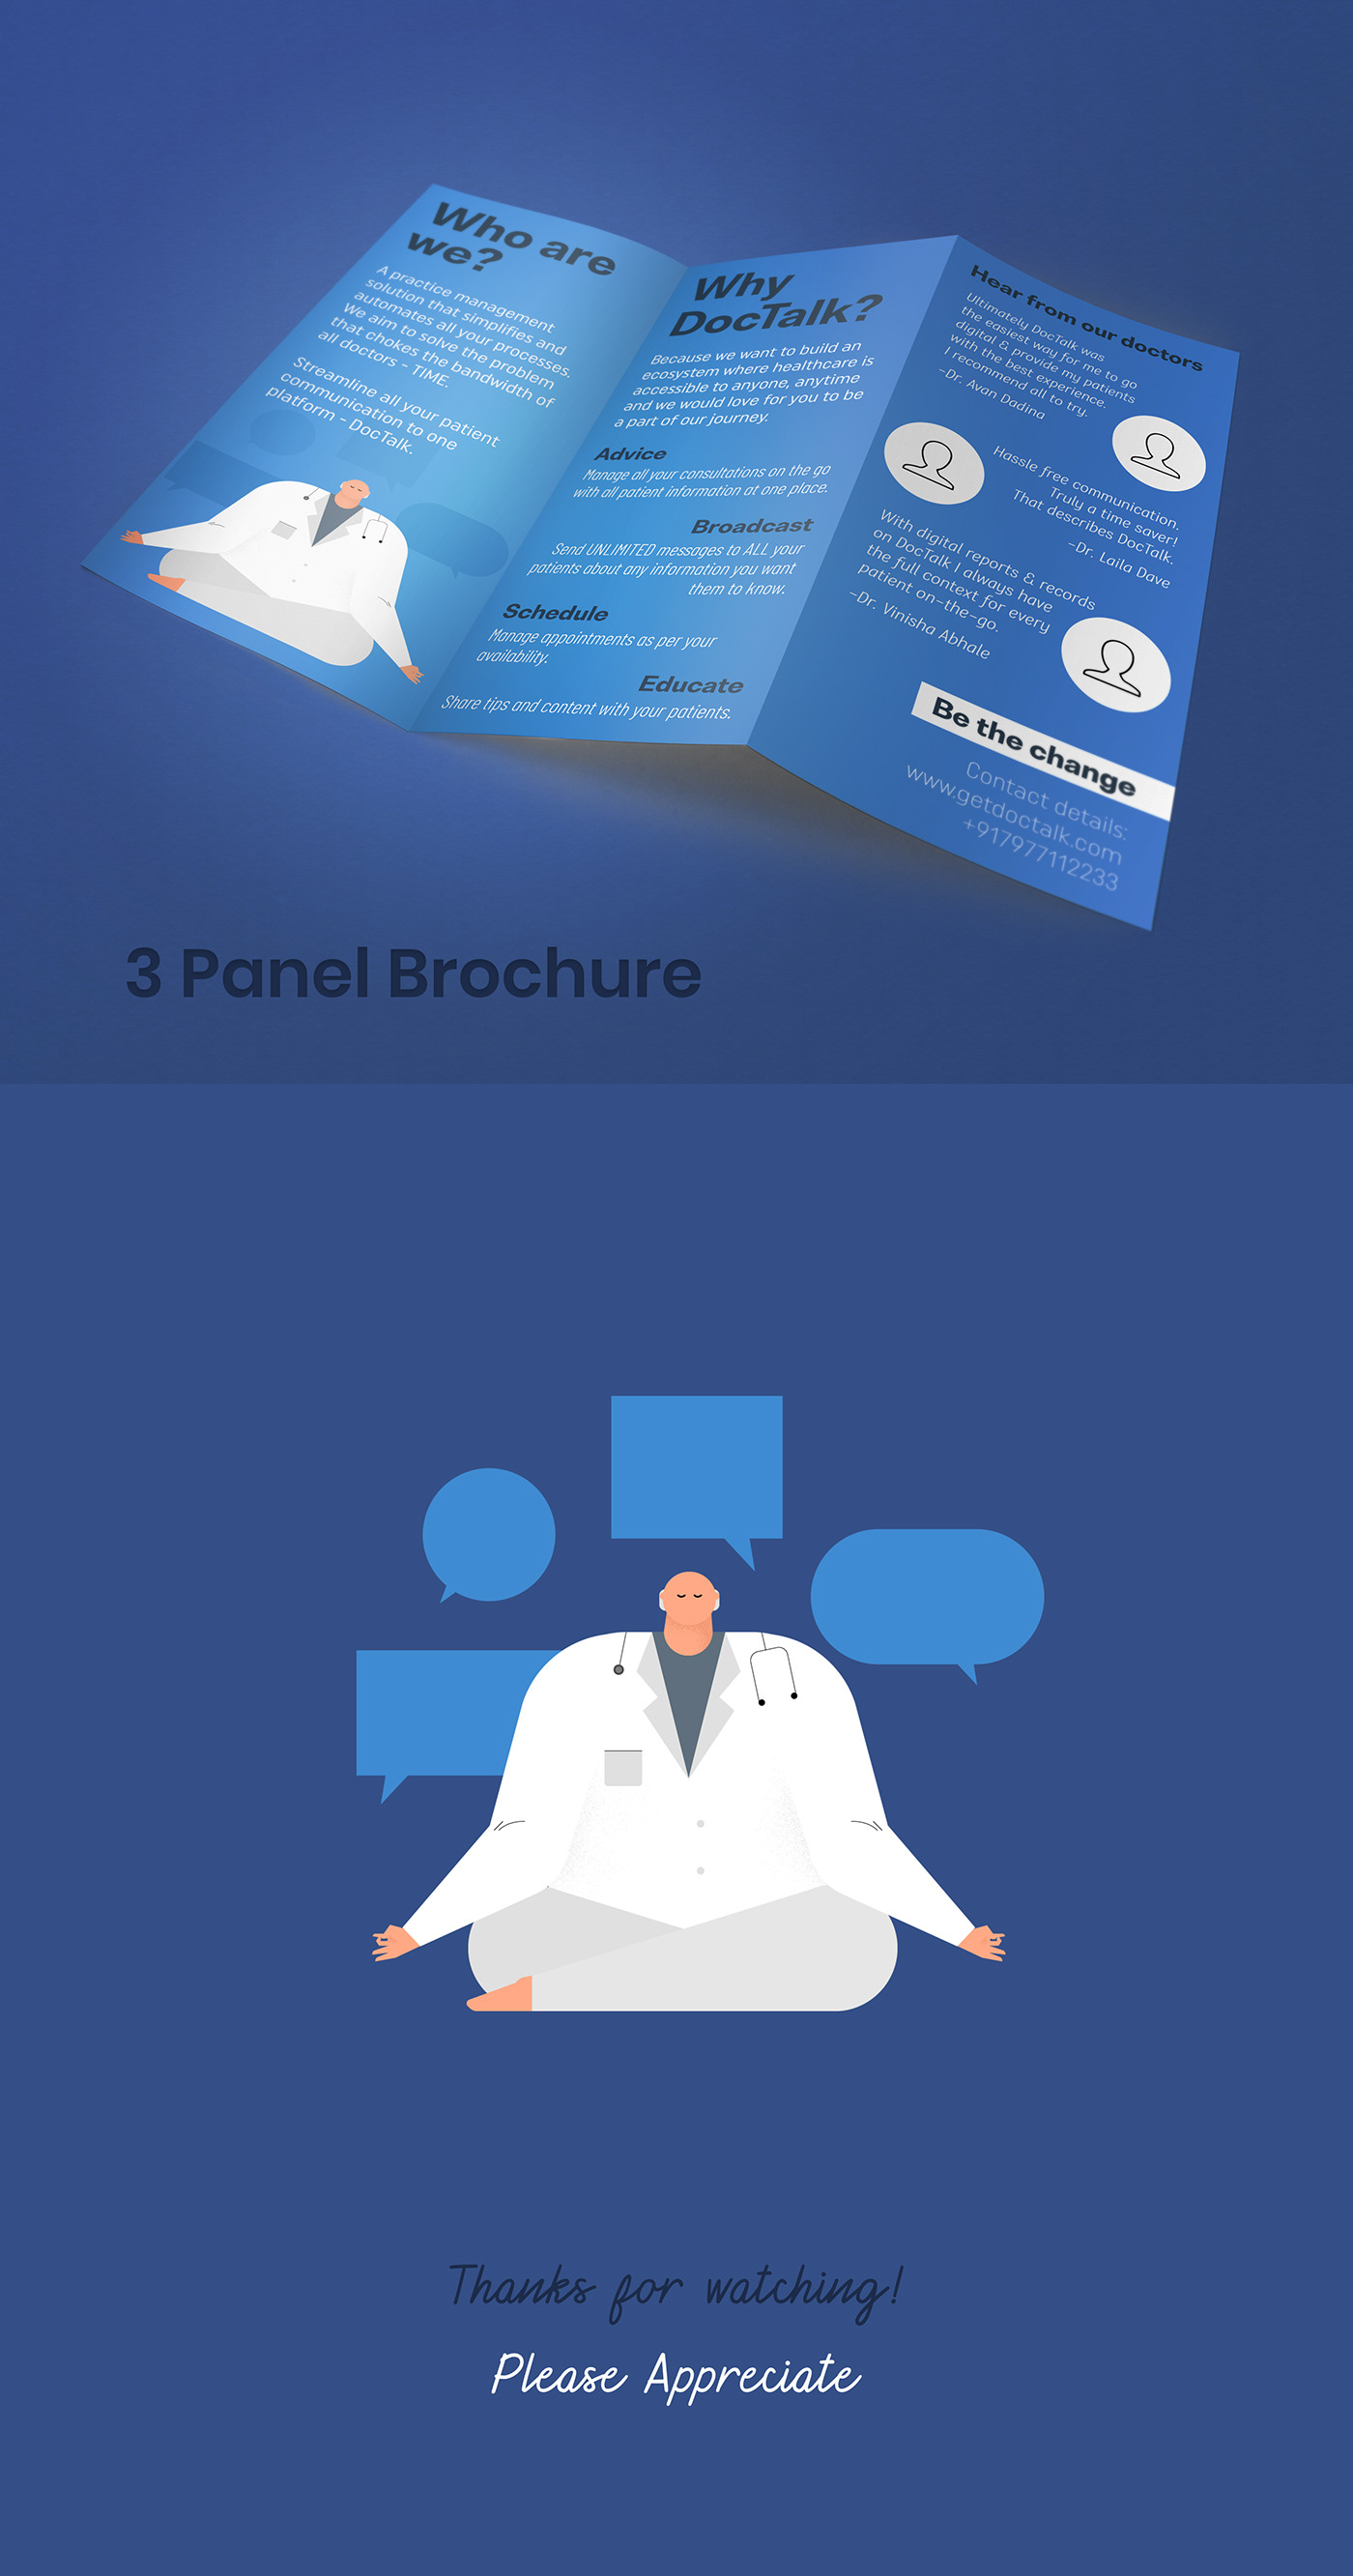 Who are
we?
A practice management
solution that simplifies and
automates all your processes.
We aim to solve the problem
that chokes the bandwidth of
all doctors - TIME.
Streamline all your patient
communication to one
platform - DocTalk.
Why
DocTalk?
Because we want to build an
ecosystem where healthcare is
accessible to anyone, anytime
and we would love for you to be
a part of our journey.
Advice
Manage all your consultations on the go
with all patient information at one place.
Broadcast
Send UNLIMITED messages to ALL your
patients about any information you want
them to know.
Schedule
Manage appointments as per your
availability.
Educate
Share tips and content with your patients.
Hear from our doctors
Ultimately DocTalk was
the easiest way for me to go
digital & provide my patients
with the best experience.
I recommend all to try.
-Dr. Avan Dadina
Hassle free communication.
Truly a time saver!
That describes DocTalk.
-Dr. Laila Dave
With digital reports & records
on DocTalk I always have
the full context for every
patient on-the-go.
-Dr. Vinisha Abhale
Be the change
Contact details:
www.getdoctalk.com
+917977112233
3 Panel Brochure
Thanks for watching!
Please Appreciate